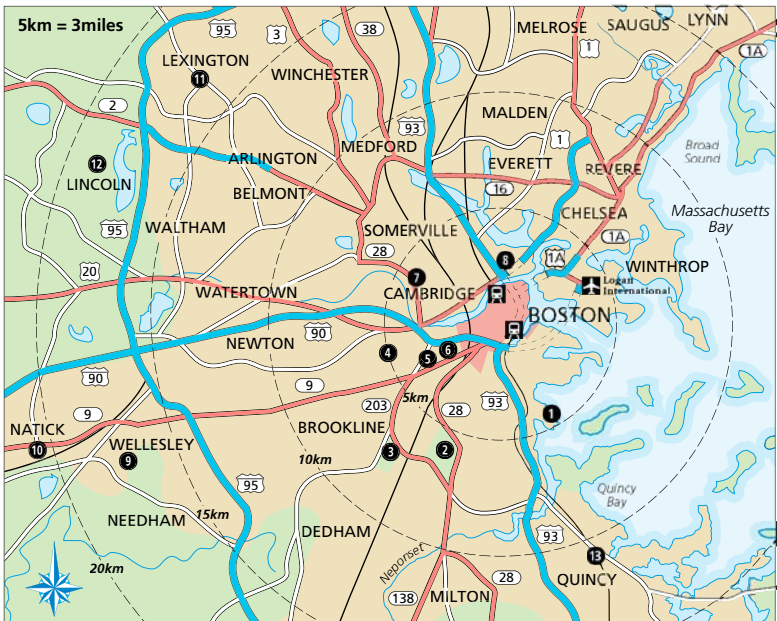 5km = 3miles
95
3
38
MELROSE
SAUGUS
LYNN
1
1A
LEXINGTON
11
WINCHESTER
2
MALDEN
93
1
Broad
Sound
MEDFORD
12
LINCOLN
ARLINGTON
EVERETT
REVERE
BELMONT
16
CHELSEA
Massachusetts
Bay
95
WALTHAM
SOMERVILLE
1A
28
8
1A
20
7
WINTHROP
WATERTOWN
CAMBRIDGE
Logan
International
BOSTON
90
NEWTON
4
5
6
90
9
5km
93
9
203
28
1
NATICK
BROOKLINE
10
WELLESLEY
9
3
2
10km
95
Quincy
Bay
NEEDHAM
15km
DEDHAM
93
20km
Neponset
13
28
QUINCY
138
MILTON